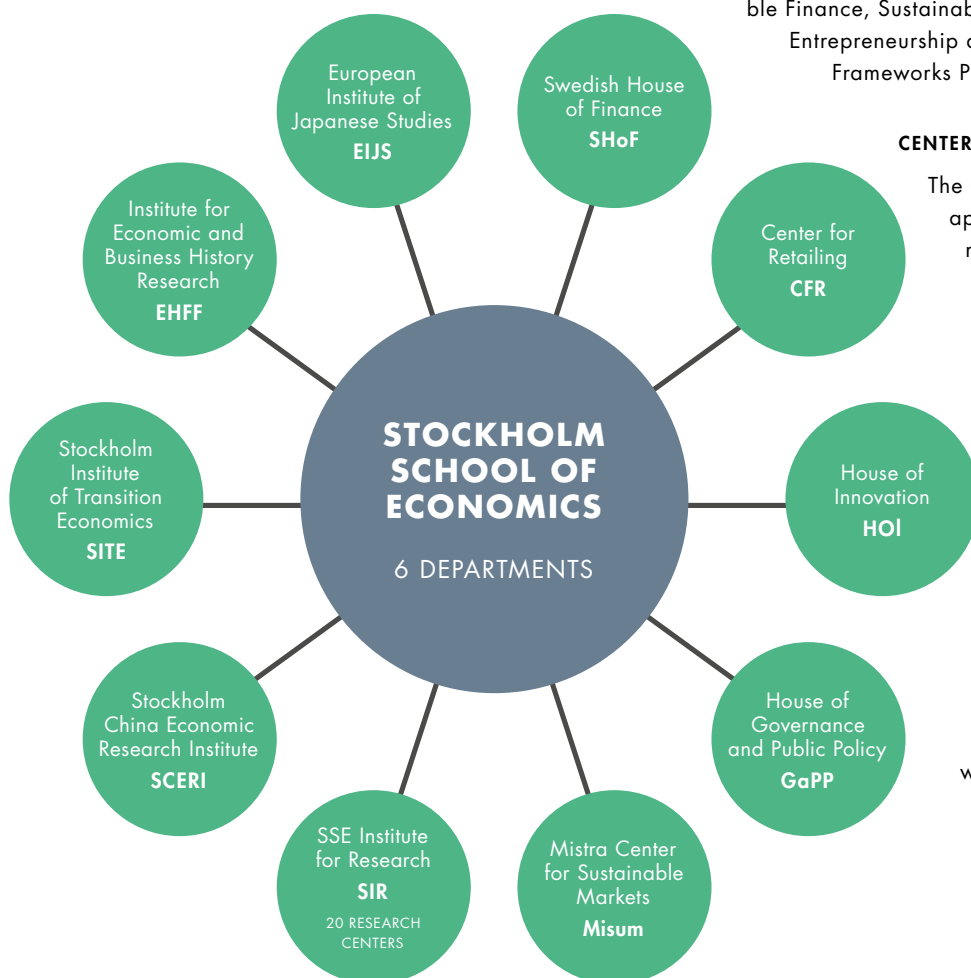 ble Finance, Sustainab
Entrepreneurship
Frameworks P
CENTER
The
European
Institute of
Japanese Studies
EIJS
Swedish House
of Finance
SHoF
Institute for
Economic and
Business History
Research
EHFF
Center for
Retailing
CFR
STOCKHOLM
SCHOOL OF
ECONOMICS
6 DEPARTMENTS
Stockholm
Institute
of Transition
Economics
SITE
House of
Innovation
HOI
Stockholm
China Economic
Research Institute
SCERI
House of
Governance
and Public Policy
GaPP
w
SSE Institute
for Research
SIR
20 RESEARCH
CENTERS
Mistra Center
for Sustainable
Markets
Misum